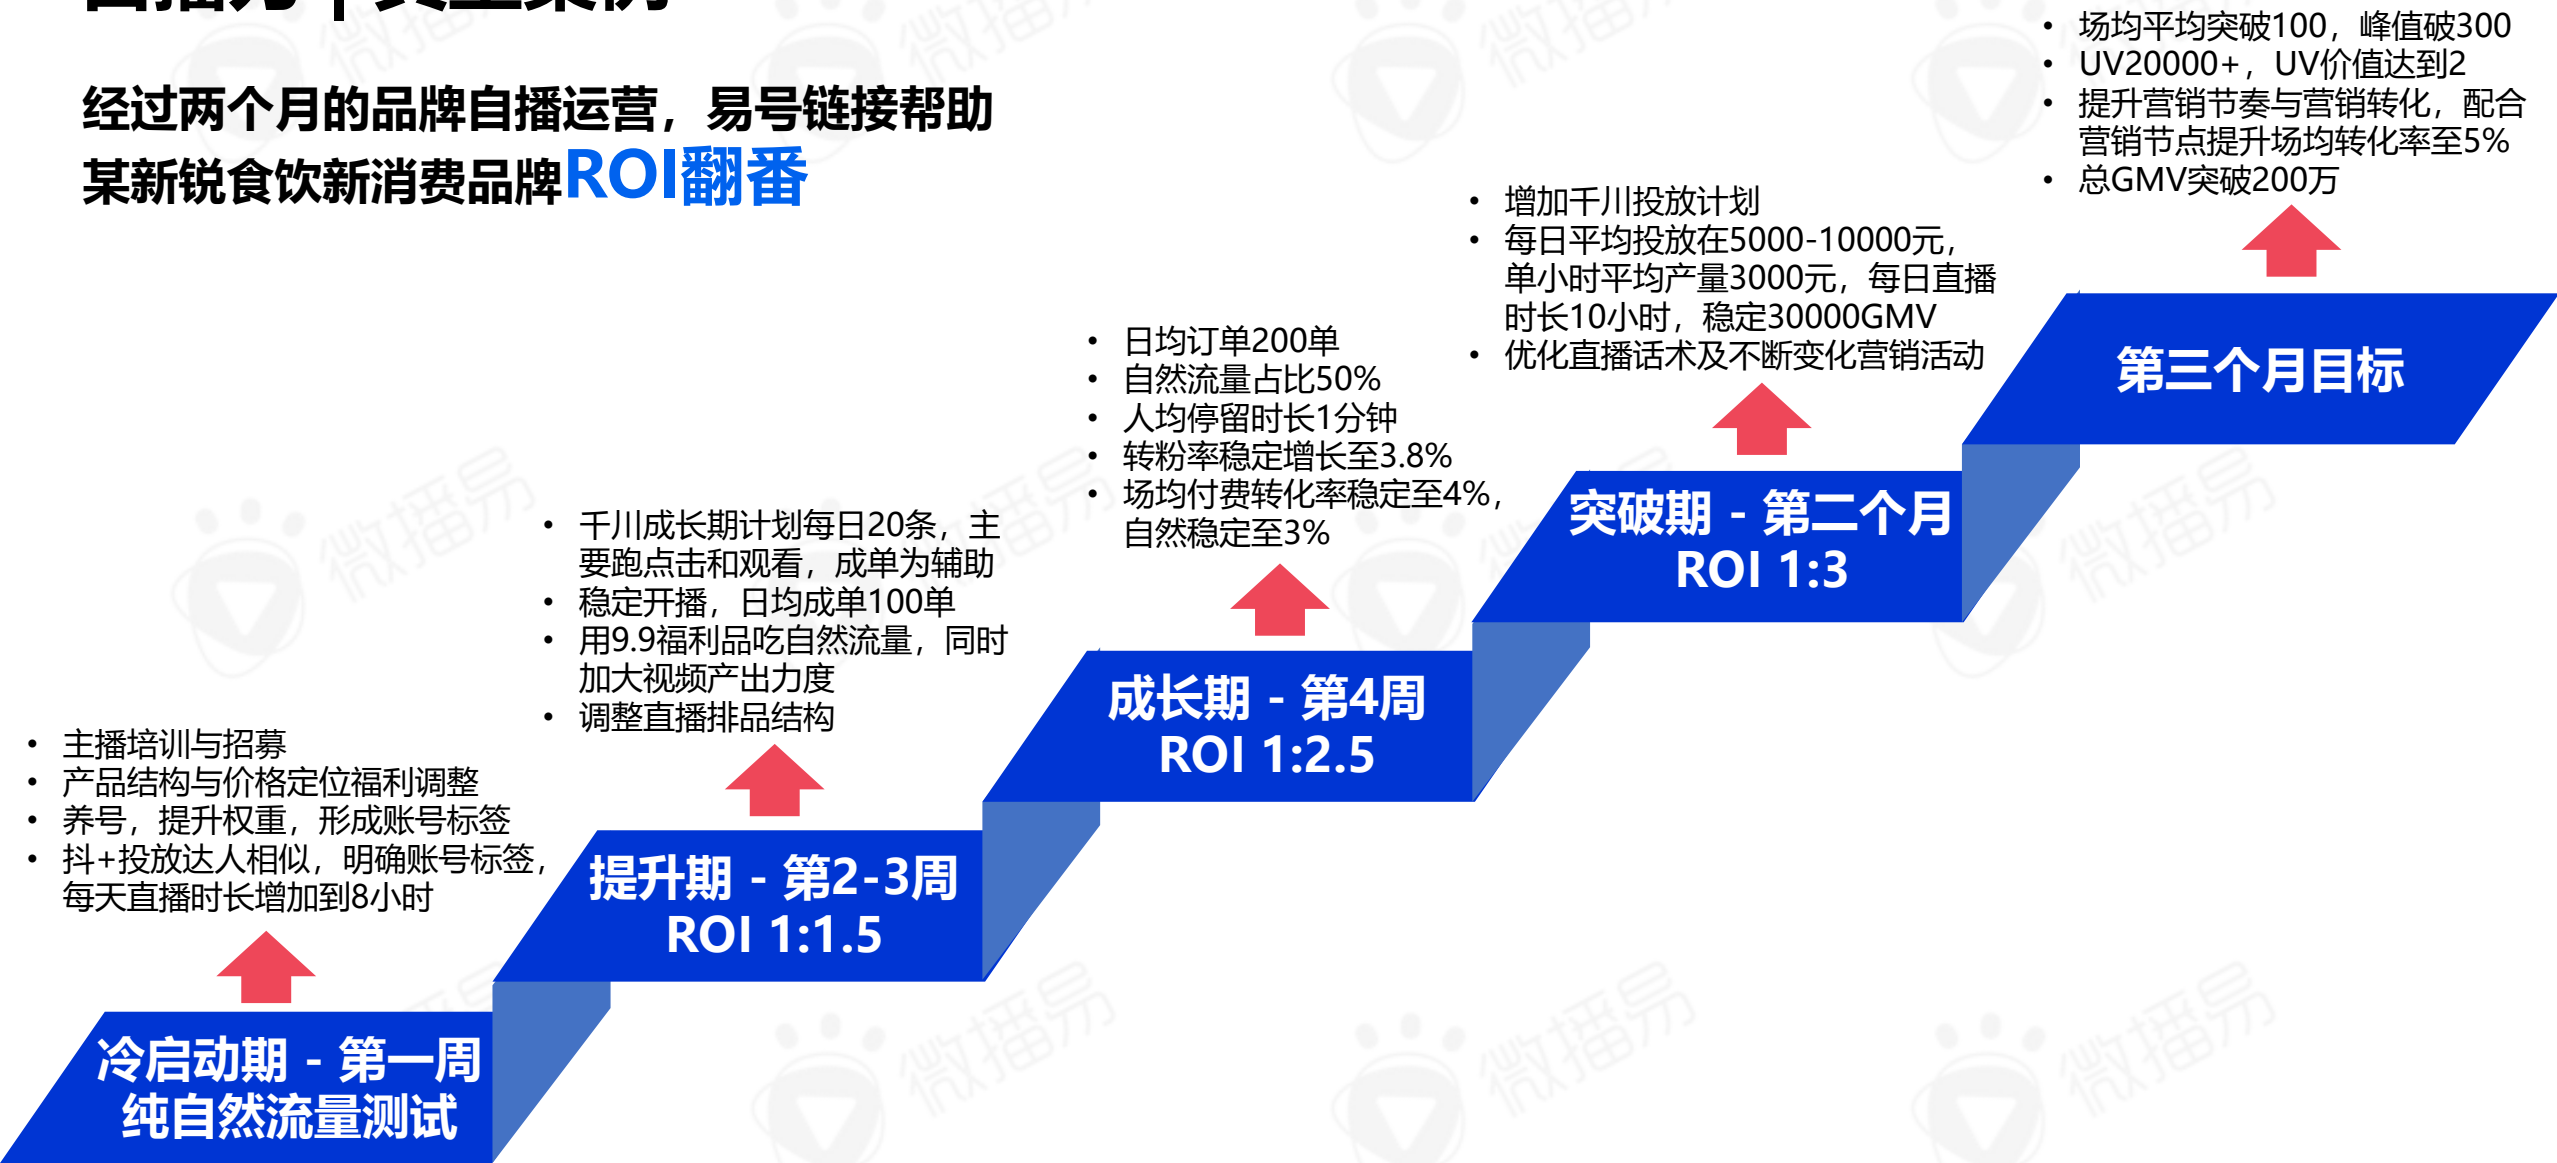 经过两个月的品牌自播运营，易号链接帮助
某新锐食饮新消费品牌ROI翻番
• 场均平均突破100，峰值破300
• UV20000+，UV价值达到2
• 提升营销节奏与营销转化，配合
营销节点提升场均转化率至5%
• 总GMV突破200万
第三个月目标
• 增加千川投放计划
• 每日平均投放在5000-10000元，
单小时平均产量3000元，每日直播
时长10小时，稳定30000GMV
• 优化直播话术及不断变化营销活动
突破期 - 第二个月
ROI 1:3
• 日均订单200单
• 自然流量占比50%
• 人均停留时长1分钟
• 转粉率稳定增长至3.8%
• 场均付费转化率稳定至4%，
自然稳定至3%
成长期 - 第4周
ROI 1:2.5
• 千川成长期计划每日20条，主
要跑点击和观看，成单为辅助
• 稳定开播，日均成单100单
• 用9.9福利品吃自然流量，同时
加大视频产出力度
• 调整直播排品结构
提升期 - 第2-3周
ROI 1:1.5
• 主播培训与招募
• 产品结构与价格定位福利调整
• 养号，提升权重，形成账号标签
• 抖+投放达人相似，明确账号标签，
每天直播时长增加到8小时
冷启动期 - 第一周
纯自然流量测试
微播易
微播易
微播易
微播易
微播易
微播易